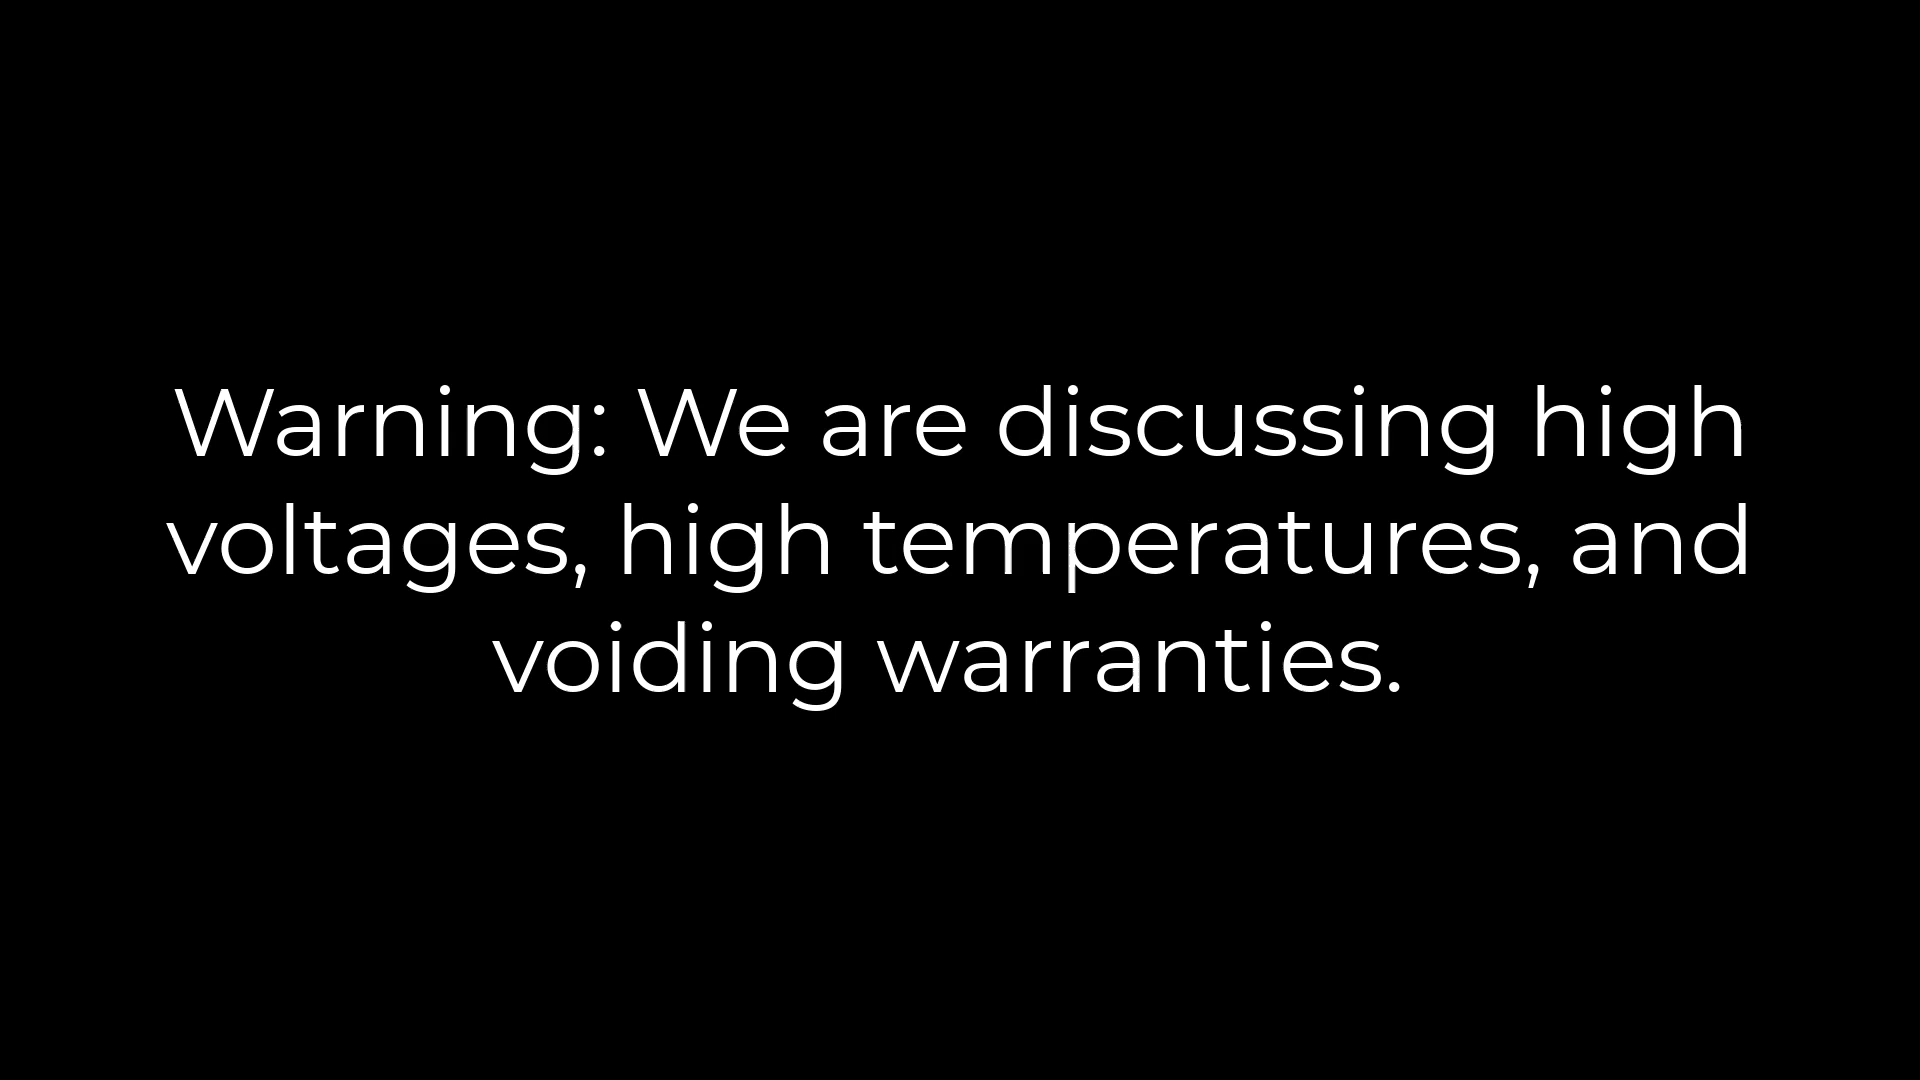 Warning: We are discussing high
voltages, high temperatures, and
voiding warranties.